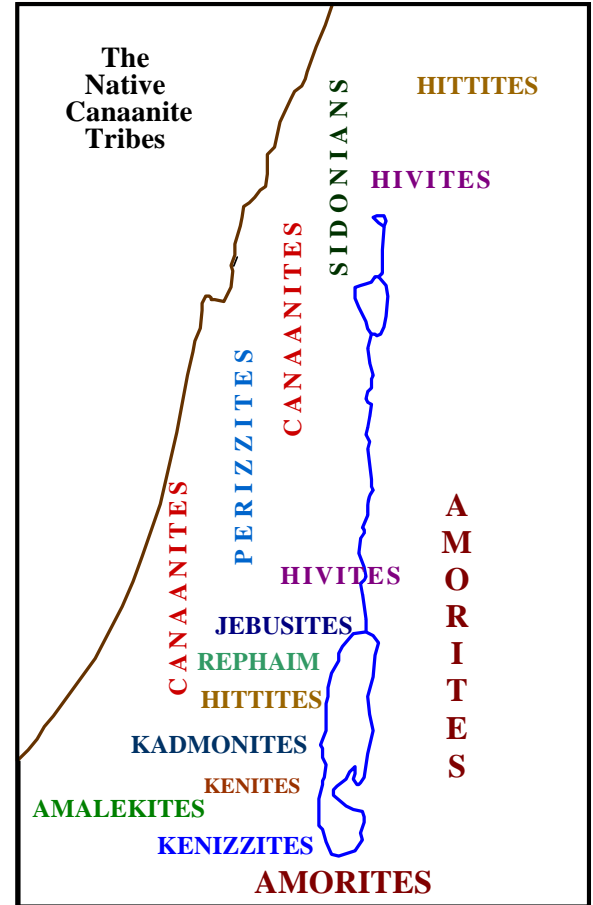 The
Native
Canaanite
Tribes
HITTITES
SIDONIANS
HIVITES
CANAANITES
PERIZZITES
CANAANITES
AMORITES
HIVITES
JEBUSITES
REPHAIM
HITTITES
KADMONITES
KENITES
AMALEKITES
KENIZZITES
AMORITES